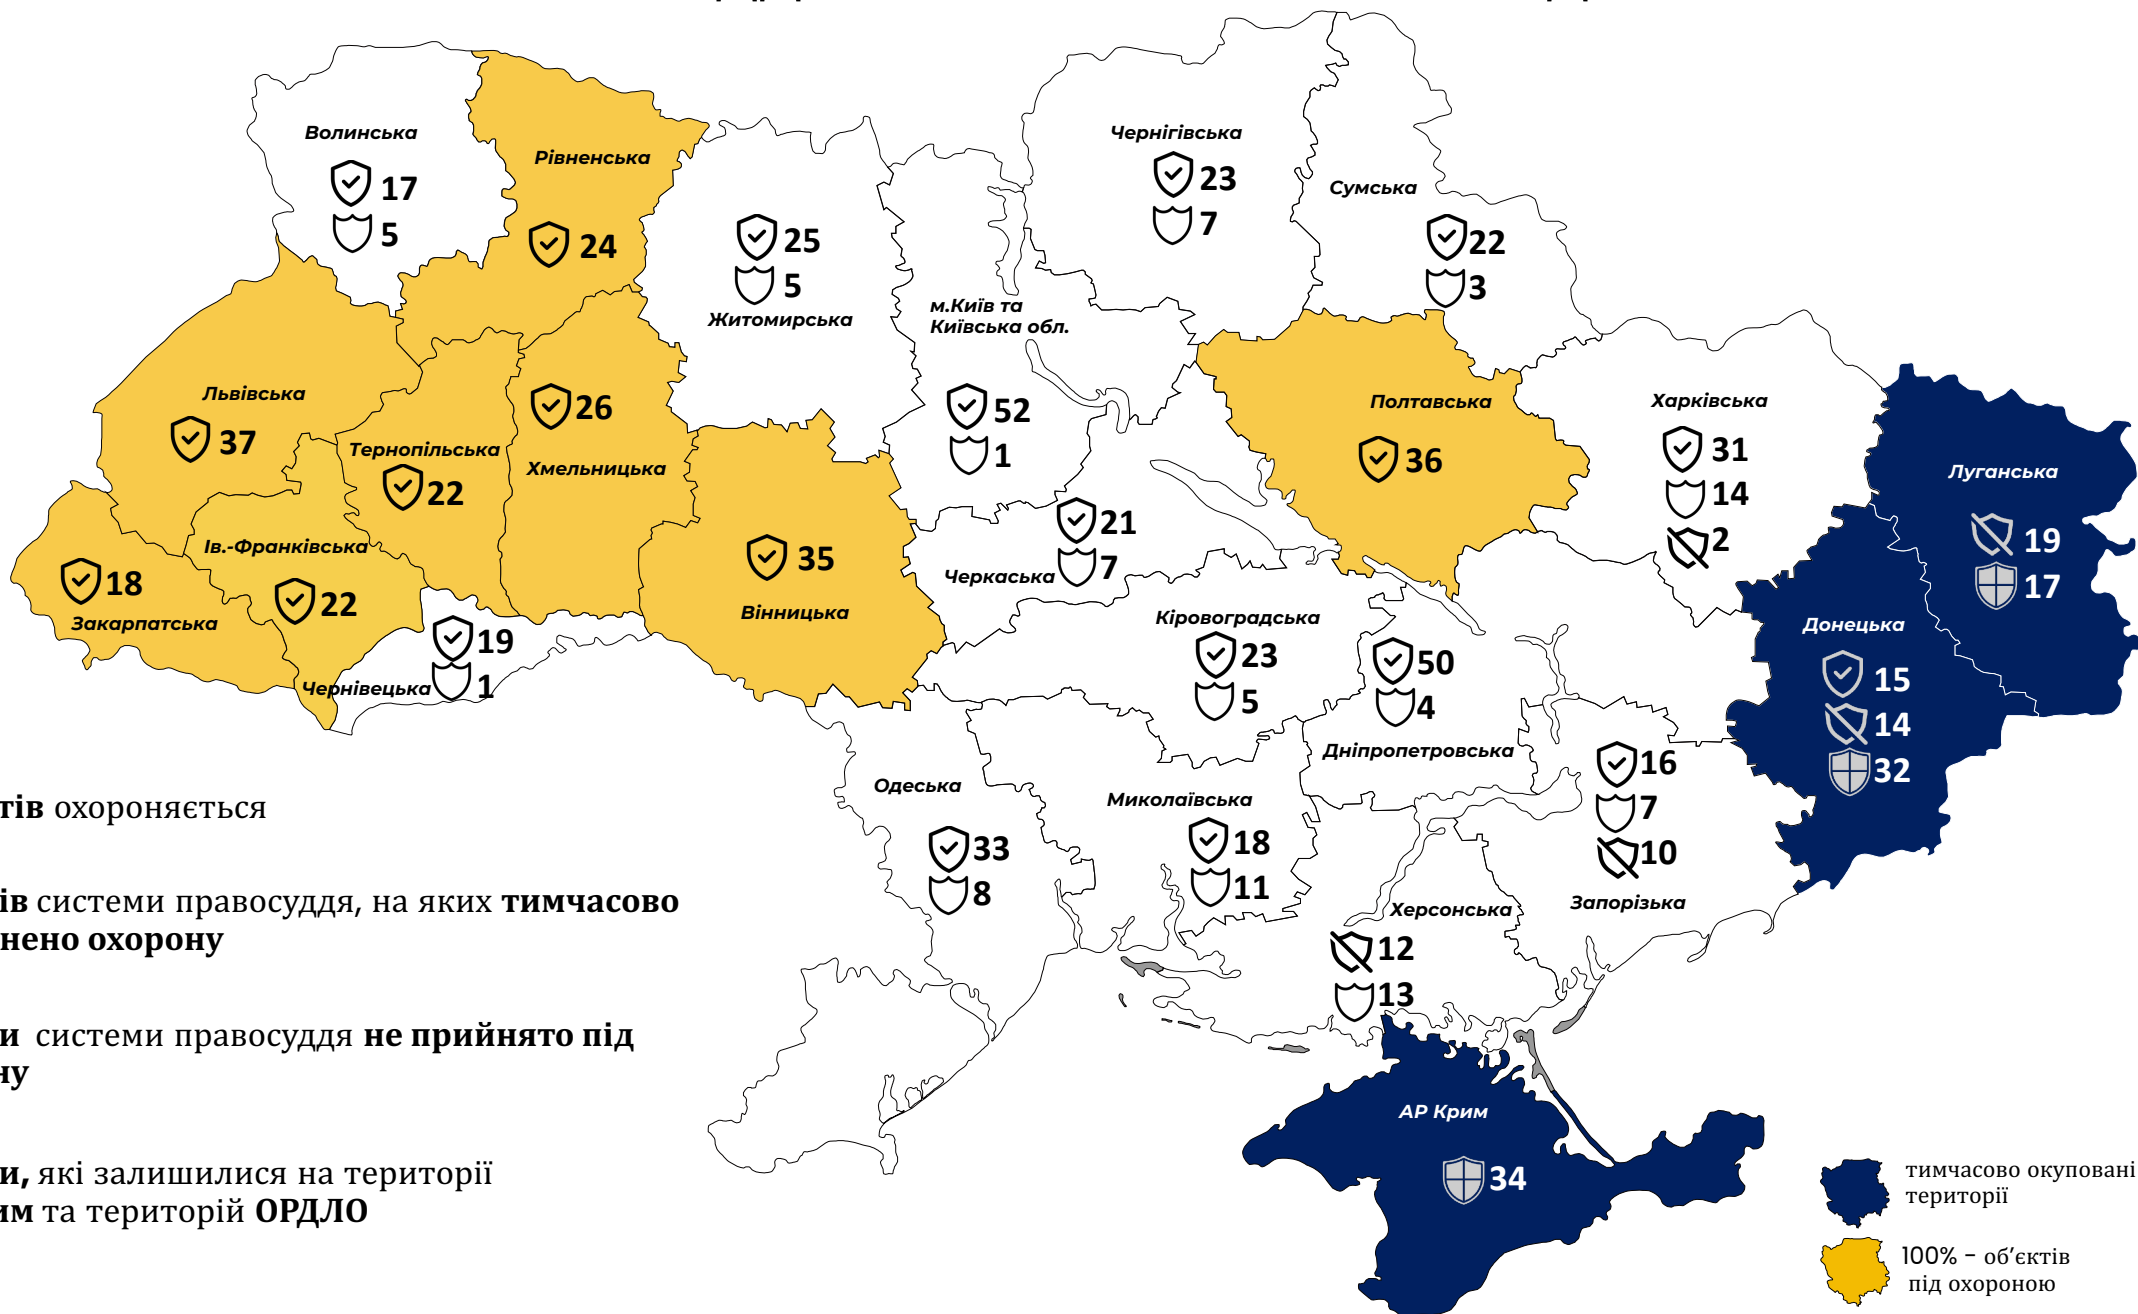 Волинська
17
5
Рівненська
24
Житомирська
25
5
м.Київ та
Київська обл.
52
1
Чернігівська
23
7
Сумська
22
3
Львівська
37
Тернопільська
22
Хмельницька
26
Вінницька
35
Полтавська
36
Харківська
31
14
2
Луганська
19
17
Закарпатська
18
Ів.-Франківська
22
Чернівецька
19
1
Черкаська
21
7
Кіровоградська
23
5
Дніпропетровська
50
4
Донецька
15
14
32
Одеська
33
8
Миколаївська
18
11
Запорізька
16
7
10
Херсонська
12
13
АР Крим
34
тів охороняється
ів системи правосуддя, на яких тимчасово
нено охорону
и системи правосуддя не прийнято під
ну
и, які залишилися на території
им та територій ОРДЛО
тимчасово окуповані
території
100% - об’єктів
під охороною